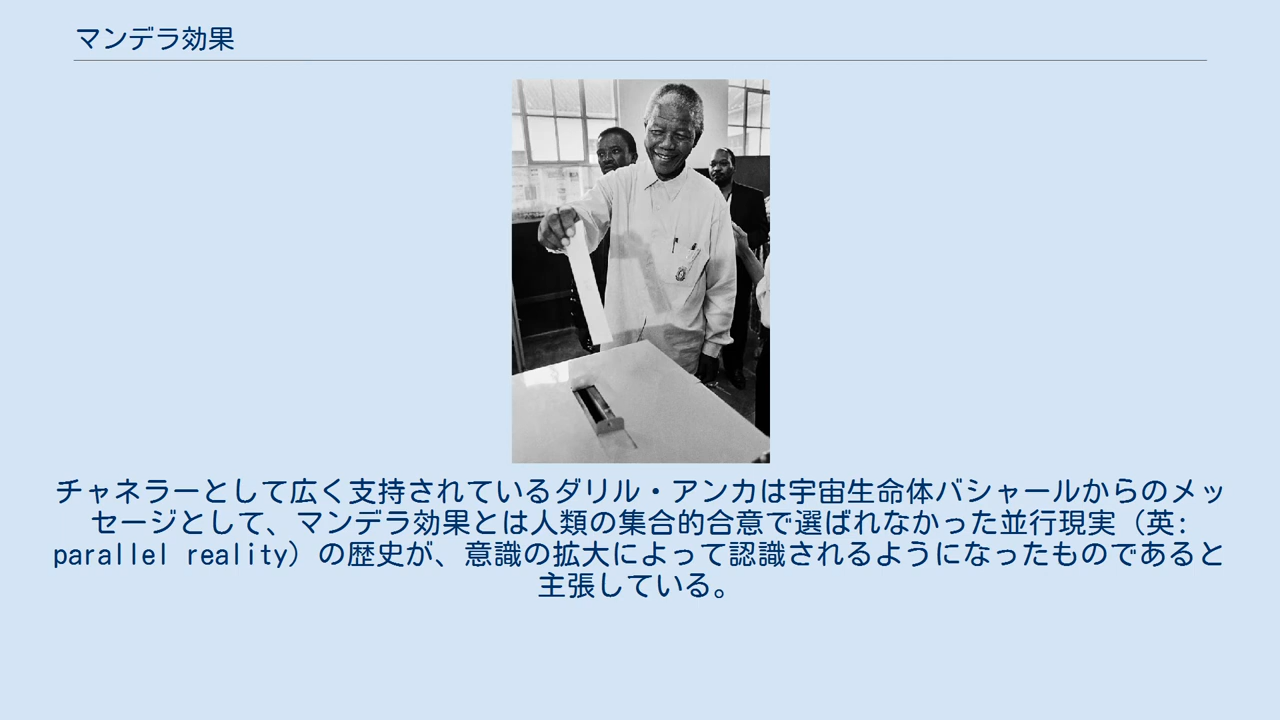 マンデラ効果
チャネラーとして広く支持されているダリル・アンカは宇宙生命体バシャールからのメッ
セージとして、マンデラ効果とは人類の集合的合意で選ばれなかった並行現実（英:
parallel reality）の歴史が、意識の拡大によって認識されるようになったものであると
主張している。